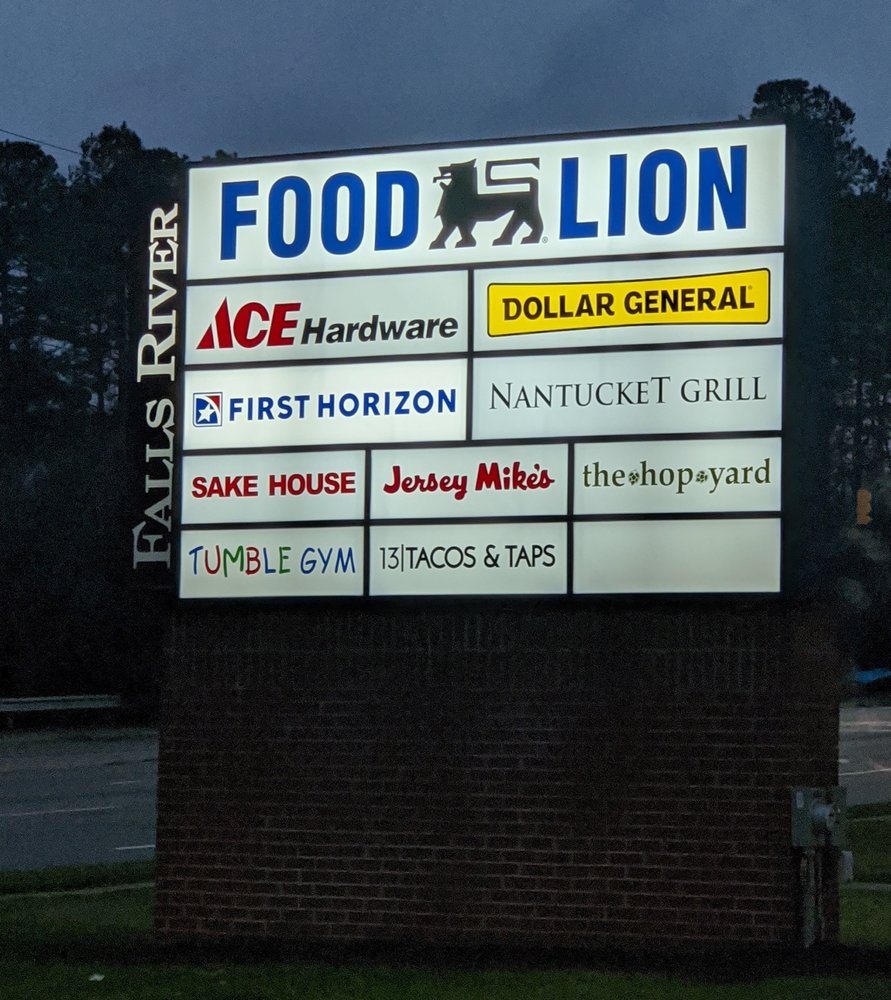 FALLS RIVER
FOOD LION
ACE Hardware
DOLLAR GENERAL
FIRST HORIZON
NANTUCKET GRILL
SAKE HOUSE
Jersey Mike's
the hop yard
TUMBLE GYM
13|TACOS & TAPS